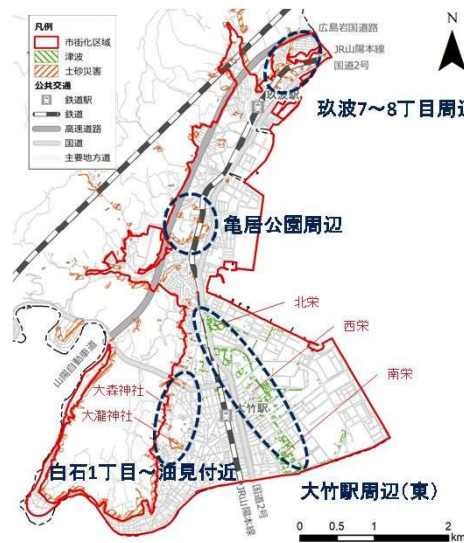 凡例
市街化区域
津波
土砂災害
公共交通
鉄道駅
鉄道
高速道路
国道
主要地方道
広島岩国道路
JR山陽本線
国道2号
N
玖波駅
玖波7～8丁目周辺
亀居公園周辺
北栄
西栄
南栄
山陽自動車道
大森神社
大瀧神社
大竹駅
白石1丁目～油見付近
大竹駅周辺(東)
国道2号
JR山陽本線
0 0.5 1 2
km